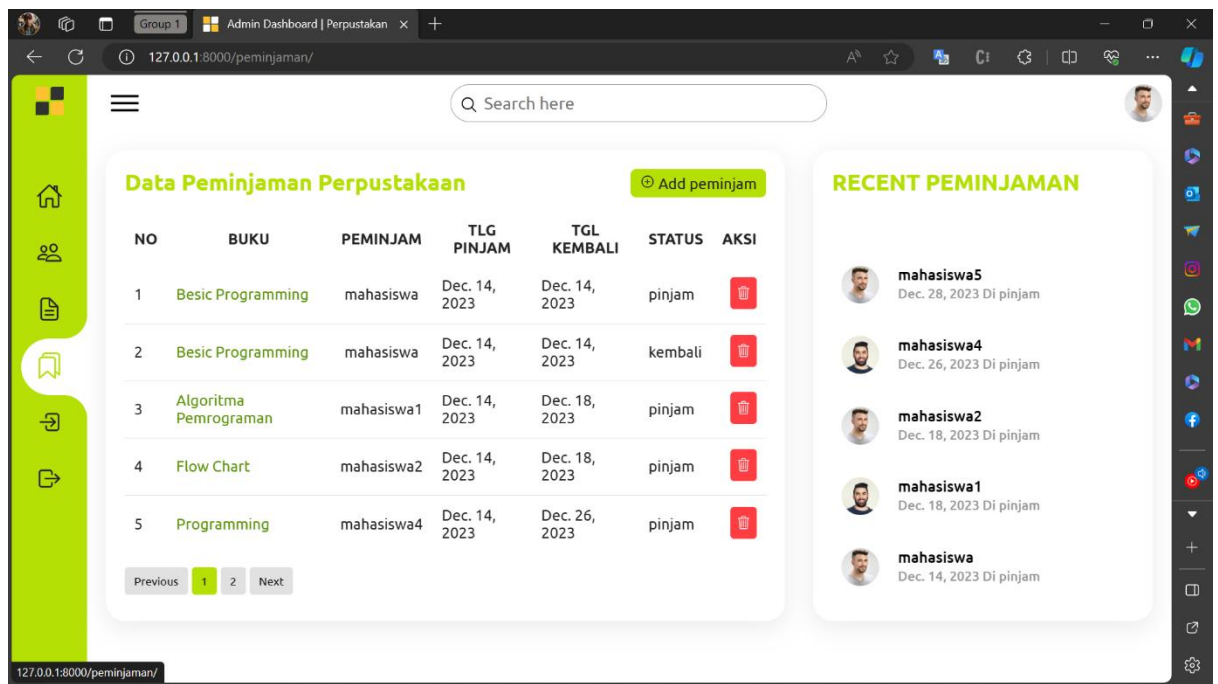 Group 1
Admin Dashboard | Perpustakan
127.0.0.1:8000/peminjaman/
Search here
Data Peminjaman Perpustakaan
Add peminjam
NO BUKU PEMINJAM TLG PINJAM TGL KEMBALI STATUS AKSI
1 Besic Programming mahasiswa Dec. 14, 2023 Dec. 14, 2023 pinjam
2 Besic Programming mahasiswa Dec. 14, 2023 Dec. 14, 2023 kembali
3 Algoritma Pemrograman mahasiswa1 Dec. 14, 2023 Dec. 18, 2023 pinjam
4 Flow Chart mahasiswa2 Dec. 14, 2023 Dec. 18, 2023 pinjam
5 Programming mahasiswa4 Dec. 14, 2023 Dec. 26, 2023 pinjam
Previous 1 2 Next
RECENT PEMINJAMAN
mahasiswa5
Dec. 28, 2023 Di pinjam
mahasiswa4
Dec. 26, 2023 Di pinjam
mahasiswa2
Dec. 18, 2023 Di pinjam
mahasiswa1
Dec. 18, 2023 Di pinjam
mahasiswa
Dec. 14, 2023 Di pinjam
127.0.0.1:8000/peminjaman/